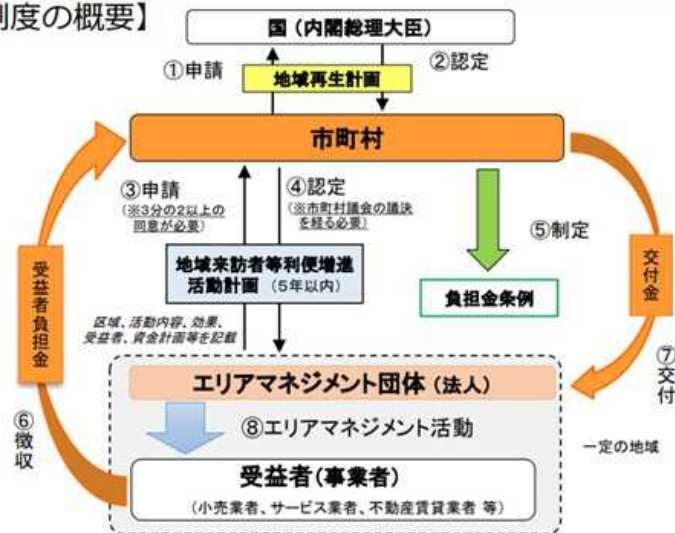 制度の概要】
国（内閣総理大臣）
①申請
②認定
地域再生計画
市町村
③申請
（※3分の2以上の
同意が必要）
④認定
（※市町村議会の議決
を経る必要）
⑤制定
地域来訪者等利便増進
活動計画（5年以内）
負担金条例
受益者負担金
交付金
区域、活動内容、効果、
受益者、資金計画等を記載
エリアマネジメント団体（法人）
⑦交付
⑥徴収
⑧エリアマネジメント活動
一定の地域
受益者（事業者）
（小売業者、サービス業者、不動産賃貸業者 等）